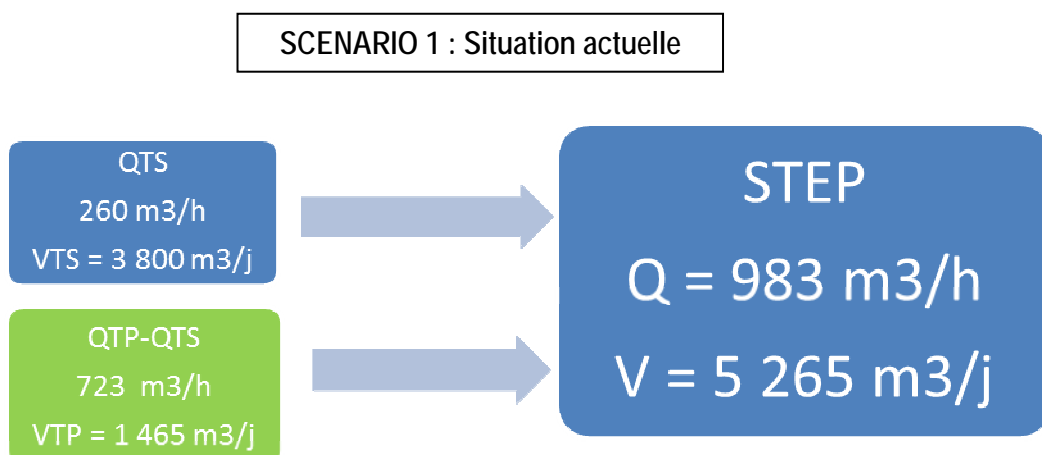 SCENARIO 1 : Situation actuelle
QTS
260 m3/h
VTS = 3 800 m3/j
QTP-QTS
723  m3/h
VTP = 1 465 m3/j
STEP
Q = 983 m3/h
V = 5 265 m3/j